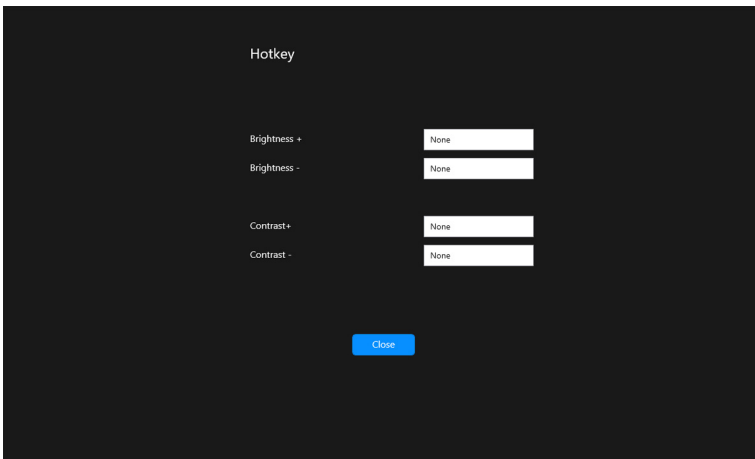 Hotkey
Brightness + None
Brightness - None
Contrast+ None
Contrast - None
Close